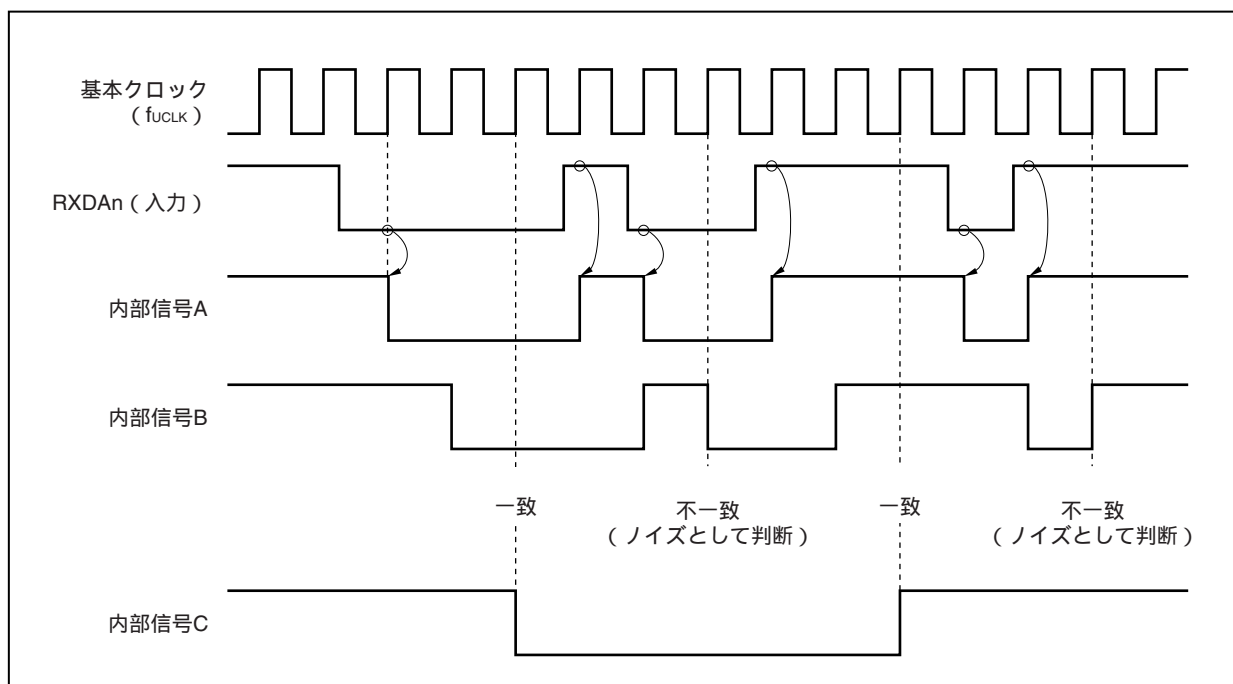 基本クロック
(fUCLK)
RXDAn(入力)
内部信号A
内部信号B
一致
不一致
(ノイズとして判断)
一致
不一致
(ノイズとして判断)
内部信号C